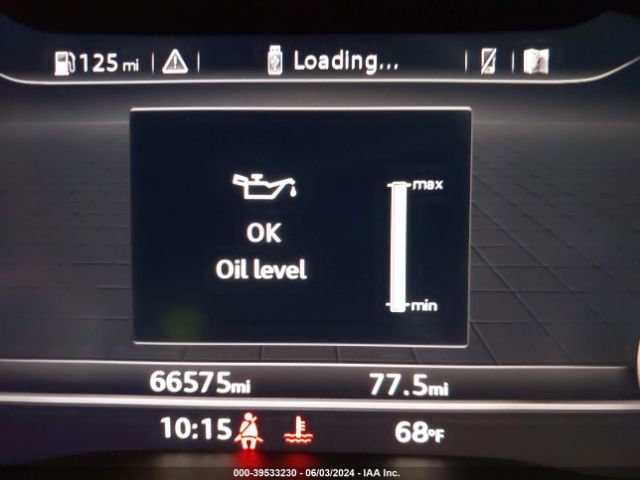 125 mi Loading...
max
OK
Oil level
min
66575mi 77.5mi
10:15 68°F
000-39533230 - 06/03/2024 - IAA Inc.